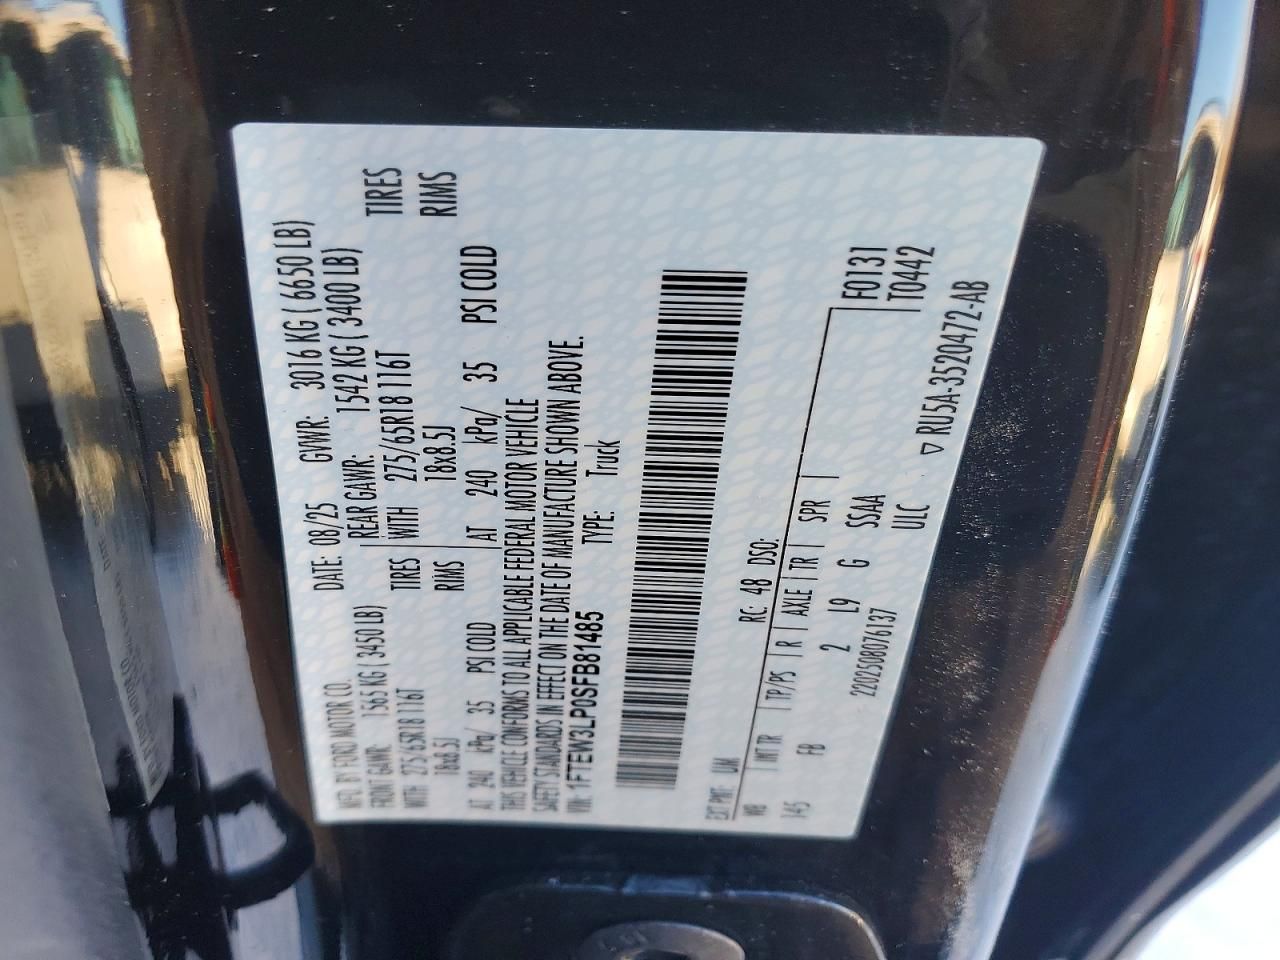 MFD. BY FORD MOTOR CO.
DATE: 08/25 GVWR: 3016 KG ( 6650 LB)
FRONT GAWR: 1565 KG ( 3450 LB) REAR GAWR: 1542 KG ( 3400 LB)
WITH 275/65R18 116T TIRES WITH 275/65R18 116T TIRES
18x8.5J RIMS 18x8.5J RIMS
AT 240 kPa/ 35 PSI COLD AT 240 kPa/ 35 PSI COLD
THIS VEHICLE CONFORMS TO ALL APPLICABLE FEDERAL MOTOR VEHICLE
SAFETY STANDARDS IN EFFECT ON THE DATE OF MANUFACTURE SHOWN ABOVE.
VIN: 1FTEW3LP0SFB81485 TYPE: Truck
EXT PNT: UM RC: 48 DSO:
WB INT TR TP/PS R AXLE TR SPR F0131
145 FB 2 L9 G SSAA T0442
2202508076137 ULC ▽ RU5A-3520472-AB